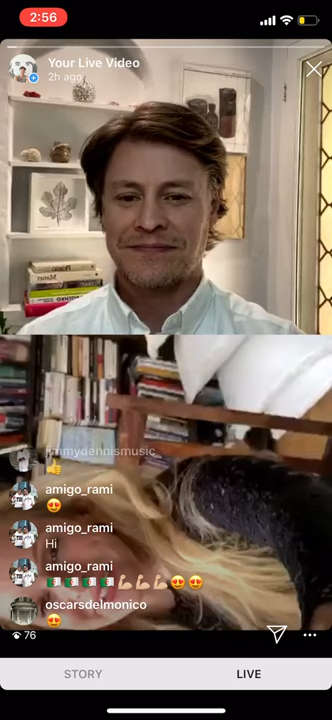 2:56
Your Live Video
2h ago
jimmydennismusic
👍
amigo_rami
😍
amigo_rami
Hi
amigo_rami
🇩🇿🇩🇿🇩🇿🇩🇿💪🏼💪🏼💪🏼😍😍
oscarsdelmonico
😍
76
STORY
LIVE